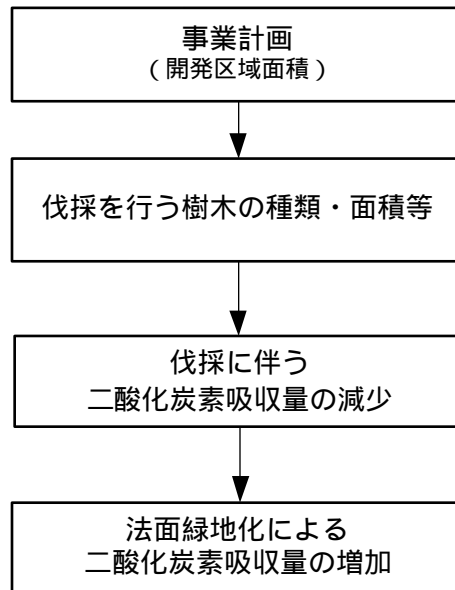 事業計画
(開発区域面積)
伐採を行う樹木の種類・面積等
伐採に伴う
二酸化炭素吸収量の減少
法面緑地化による
二酸化炭素吸収量の増加